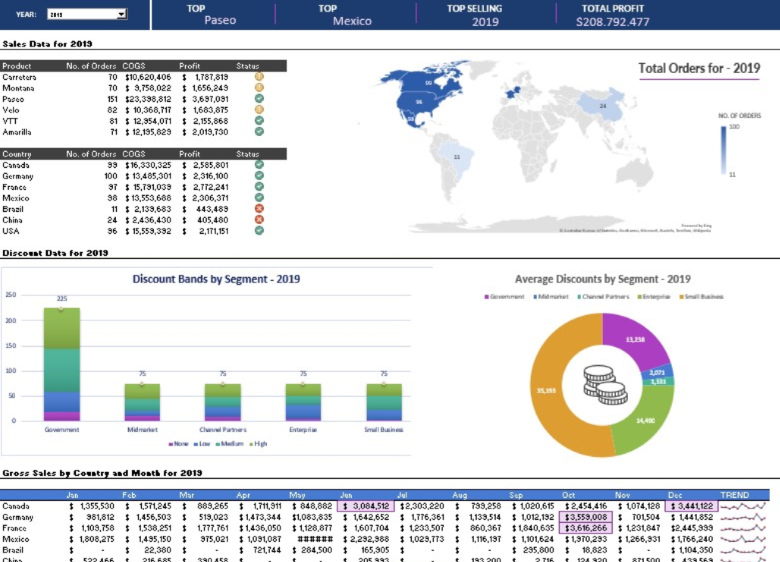 YEAR: 2019
TOP Paseo
TOP Mexico
TOP SELLING 2019
TOTAL PROFIT $208.792.477
Sales Data for 2019
Product No. of Orders COGS Profit Status
Carretera 70 $10,620,406 $ 1,787,819
Montana 70 $ 9,758,022 $ 1,656,249
Paseo 151 $23,398,812 $ 3,697,091
Velo 82 $ 10,368,717 $ 1,683,875
VTT 81 $ 12,954,071 $ 2,155,868
Amarilla 71 $ 12,195,829 $ 2,019,730
Country No. of Orders COGS Profit Status
Canada 99 $16,330,325 $ 2,585,801
Germany 100 $ 13,485,301 $ 2,316,100
France 97 $ 15,791,039 $ 2,772,241
Mexico 98 $ 13,553,688 $ 2,306,371
Brazil 11 $ 2,139,683 $ 443,489
China 24 $ 2,436,430 $ 405,480
USA 96 $ 15,559,392 $ 2,171,151
Total Orders for - 2019
99
96
98
11
24
NO. OF ORDERS
100
11
Powered by Bing
Discount Data for 2019
Discount Bands by Segment - 2019
250
200
150
100
50
0
225
75
75
75
75
Government Midmarket Channel Partners Enterprise Small Business
None Low Medium High
Average Discounts by Segment - 2019
Government Midmarket Channel Partners Enterprise Small Business
13,238
2,071
14,490
Gross Sales by Country and Month for 2019
Jan Feb Mar Apr May Jun Jul Aug Sep Oct Nov Dec TREND
Canada $ 1,355,530 $ 1,571,245 $ 889,265 $ 1,711,911 $ 848,882 $ 3,084,512 $2,303,220 $ 799,258 $ 1,020,615 $ 2,454,416 $ 1,074,128 $ 3,441,122
Germany $ 981,812 $ 1,456,503 $ 519,023 $ 1,473,344 $1,083,835 $ 1,642,652 $ 1,776,361 $ 1,139,514 $ 1,012,192 $3,559,008 $ 701,504 $ 1,441,852
France $ 1,103,758 $ 1,538,251 $ 1,777,761 $ 1,436,050 $ 1,128,877 $ 1,607,704 $ 1,233,507 $ 860,367 $ 1,840,635 $ 3,616,266 $ 1,231,847 $2,445,999
Mexico $ 1,808,275 $ 1,495,150 $ 975,021 $ 1,091,087 ###### $ 2,292,988 $ 1,029,773 $ 1,116,197 $ 1,101,624 $ 1,970,293 $ 1,266,931 $ 1,766,240
Brazil $ - $ 22,380 $ - $ 721,744 $ 284,500 $ 165,905 $ - $ - $ 235,800 $ 18,823 $ - $ 1,104,350
China $ 522,466 $ 216,685 $ 390,458 $ - $ - $ 205,993 $ - $ 193,200 $ 2,716 $ 124,920 $ 871,500 $ 439,569